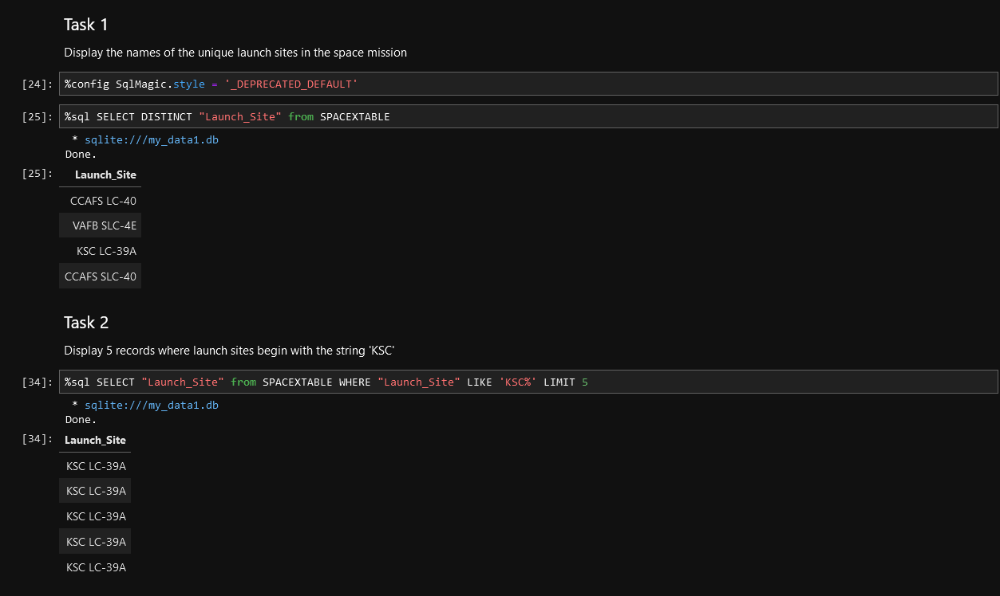 Task 1
Display the names of the unique launch sites in the space mission
[24]: %config SqlMagic.style = '_DEPRECATED_DEFAULT'
[25]: %sql SELECT DISTINCT "Launch_Site" from SPACEXTABLE
* sqlite:///my_data1.db
Done.
[25]: Launch_Site
CCAFS LC-40
VAFB SLC-4E
KSC LC-39A
CCAFS SLC-40
Task 2
Display 5 records where launch sites begin with the string 'KSC'
[34]: %sql SELECT "Launch_Site" from SPACEXTABLE WHERE "Launch_Site" LIKE 'KSC%' LIMIT 5
* sqlite:///my_data1.db
Done.
[34]: Launch_Site
KSC LC-39A
KSC LC-39A
KSC LC-39A
KSC LC-39A
KSC LC-39A